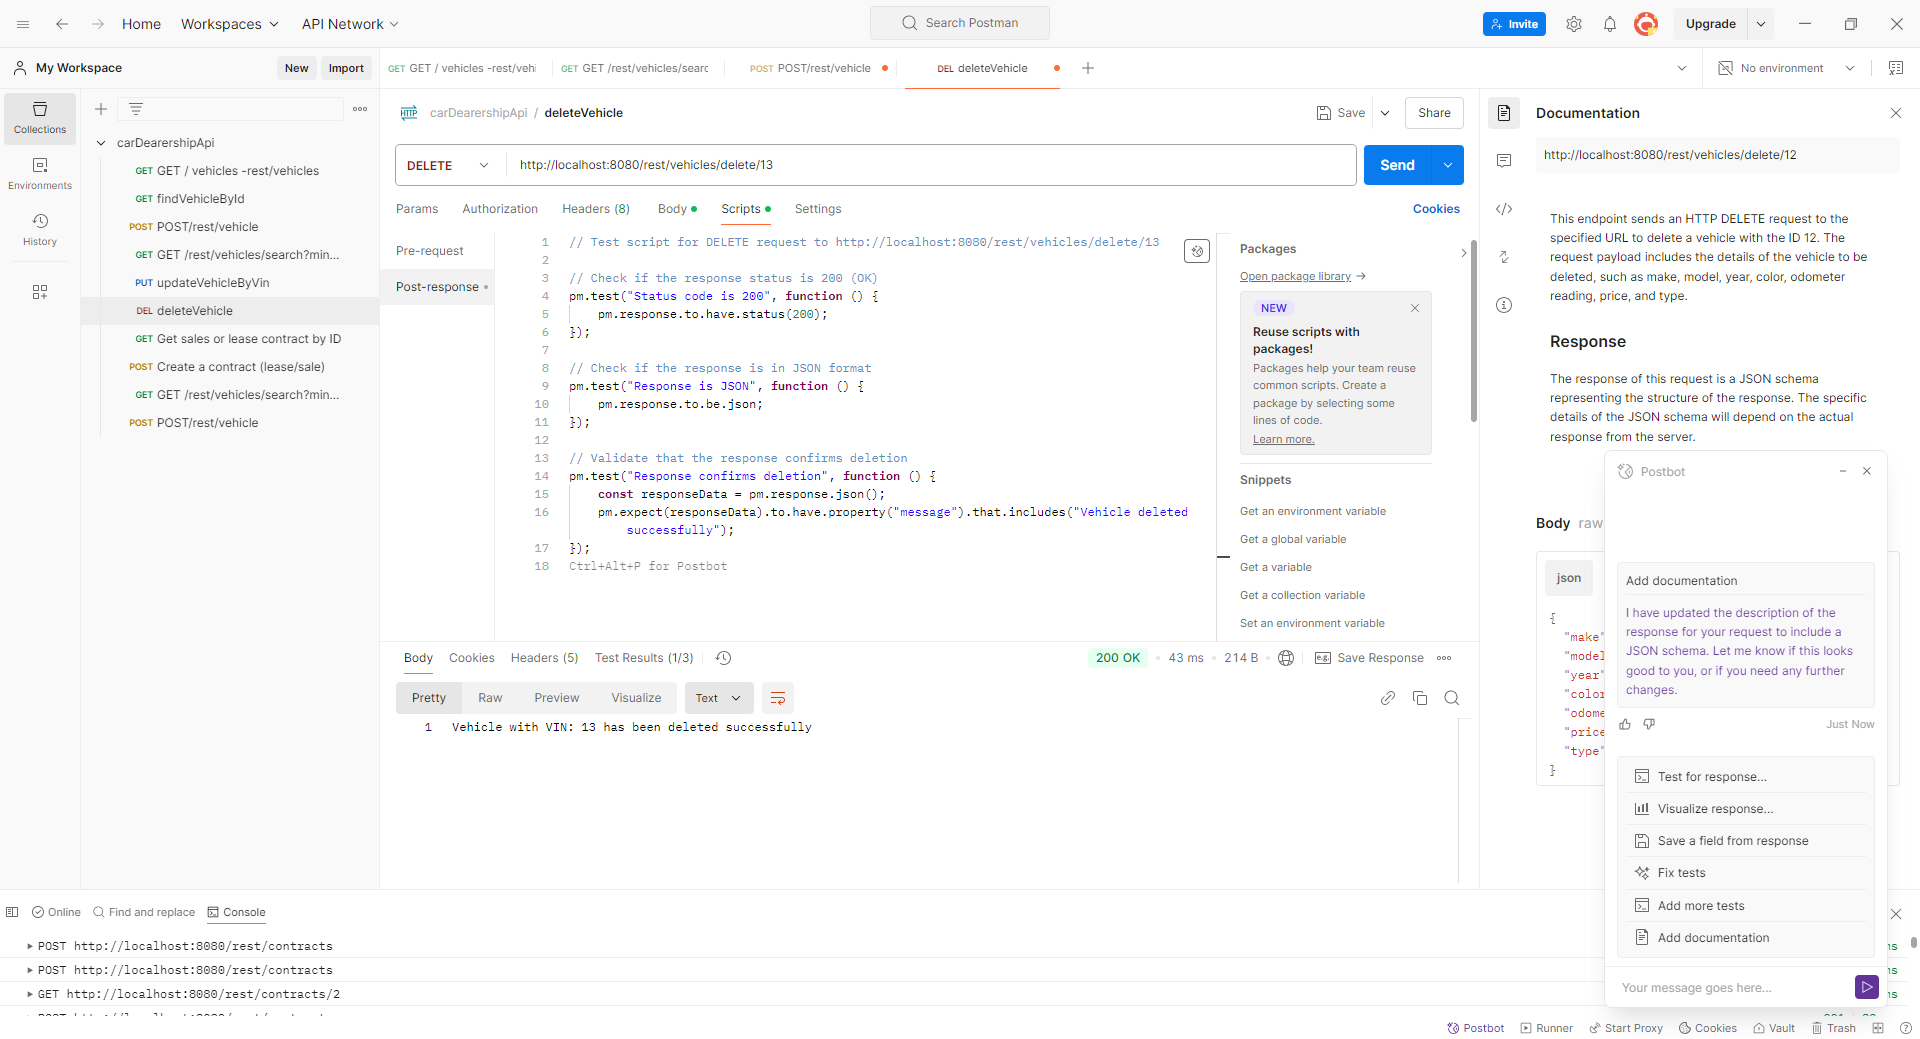 Home
Workspaces
API Network
Search Postman
Invite
Upgrade
My Workspace
New
Import
GET GET / vehicles -rest/vehi
GET GET /rest/vehicles/searc
POST POST/rest/vehicle
DEL deleteVehicle
No environment
Collections
Environments
History
carDearershipApi
GET GET / vehicles -rest/vehicles
GET findVehicleById
POST POST/rest/vehicle
GET GET /rest/vehicles/search?min...
PUT updateVehicleByVin
DEL deleteVehicle
GET Get sales or lease contract by ID
POST Create a contract (lease/sale)
GET GET /rest/vehicles/search?min...
POST POST/rest/vehicle
HTTP carDearershipApi / deleteVehicle
Save
Share
DELETE
http://localhost:8080/rest/vehicles/delete/13
Send
Params
Authorization
Headers (8)
Body
Scripts
Settings
Cookies
Pre-request
Post-response
1 // Test script for DELETE request to http://localhost:8080/rest/vehicles/delete/13
2
3 // Check if the response status is 200 (OK)
4 pm.test("Status code is 200", function () {
5 pm.response.to.have.status(200);
6 });
7
8 // Check if the response is in JSON format
9 pm.test("Response is JSON", function () {
10 pm.response.to.be.json;
11 });
12
13 // Validate that the response confirms deletion
14 pm.test("Response confirms deletion", function () {
15 const responseData = pm.response.json();
16 pm.expect(responseData).to.have.property("message").that.includes("Vehicle deleted
successfully");
17 });
18 Ctrl+Alt+P for Postbot
Packages
Open package library →
NEW
Reuse scripts with
packages!
Packages help your team reuse
common scripts. Create a
package by selecting some
lines of code.
Learn more.
Snippets
Get an environment variable
Get a global variable
Get a variable
Get a collection variable
Set an environment variable
Body
Cookies
Headers (5)
Test Results (1/3)
200 OK
43 ms
214 B
e.g.
Save Response
Pretty
Raw
Preview
Visualize
Text
1 Vehicle with VIN: 13 has been deleted successfully
Documentation
http://localhost:8080/rest/vehicles/delete/12
This endpoint sends an HTTP DELETE request to the
specified URL to delete a vehicle with the ID 12. The
request payload includes the details of the vehicle to be
deleted, such as make, model, year, color, odometer
reading, price, and type.
Response
The response of this request is a JSON schema
representing the structure of the response. The specific
details of the JSON schema will depend on the actual
response from the server.
Body raw
json
{
"make"
"model
"year"
"color
"odome
"price
"type"
}
Postbot
Add documentation
I have updated the description of the
response for your request to include a
JSON schema. Let me know if this looks
good to you, or if you need any further
changes.
Just Now
Test for response...
Visualize response...
Save a field from response
Fix tests
Add more tests
Add documentation
Your message goes here...
Online
Find and replace
Console
POST http://localhost:8080/rest/contracts
POST http://localhost:8080/rest/contracts
GET http://localhost:8080/rest/contracts/2
Postbot
Runner
Start Proxy
Cookies
Vault
Trash